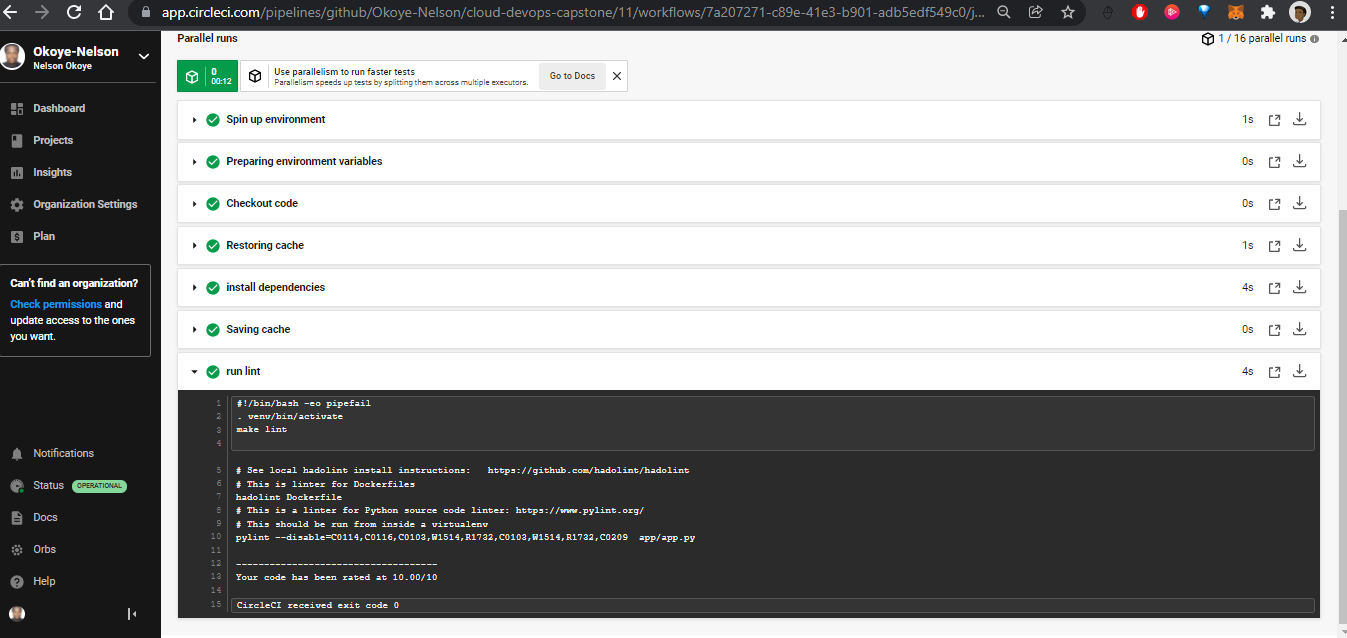 app.circleci.com/pipelines/github/Okoye-Nelson/cloud-devops-capstone/11/workflows/7a207271-c89e-41e3-b901-adb5edf549c0/j...
Okoye-Nelson
Nelson Okoye
Dashboard
Projects
Insights
Organization Settings
Plan
Can't find an organization?
Check permissions and
update access to the ones
you want.
Notifications
Status OPERATIONAL
Docs
Orbs
Help
Parallel runs
1 / 16 parallel runs
0
00:12
Use parallelism to run faster tests
Parallelism speeds up tests by splitting them across multiple executors.
Go to Docs
Spin up environment 1s
Preparing environment variables 0s
Checkout code 0s
Restoring cache 1s
install dependencies 4s
Saving cache 0s
run lint 4s
1 #!/bin/bash -eo pipefail
2 . venv/bin/activate
3 make lint
4
5 # See local hadolint install instructions:   https://github.com/hadolint/hadolint
6 # This is linter for Dockerfiles
7 hadolint Dockerfile
8 # This is a linter for Python source code linter: https://www.pylint.org/
9 # This should be run from inside a virtualenv
10 pylint --disable=C0114,C0116,C0103,W1514,R1732,C0103,W1514,R1732,C0209  app/app.py
11
12 ------------------------------------
13 Your code has been rated at 10.00/10
14
15 CircleCI received exit code 0